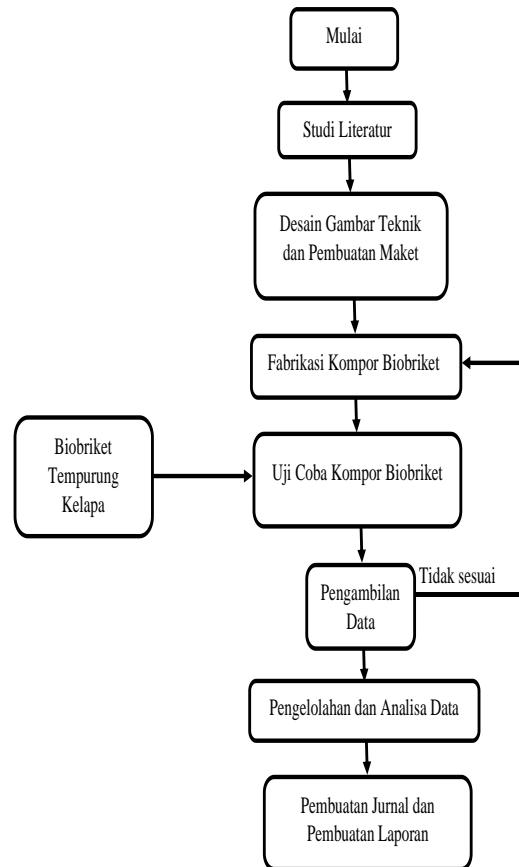 Mulai
Studi Literatur
Desain Gambar Teknik
dan Pembuatan Maket
Fabrikasi Kompor Biobriket
Biobriket
Tempurung
Kelapa
Uji Coba Kompor Biobriket
Tidak sesuai
Pengambilan
Data
Pengelolahan dan Analisa Data
Pembuatan Jurnal dan
Pembuatan Laporan